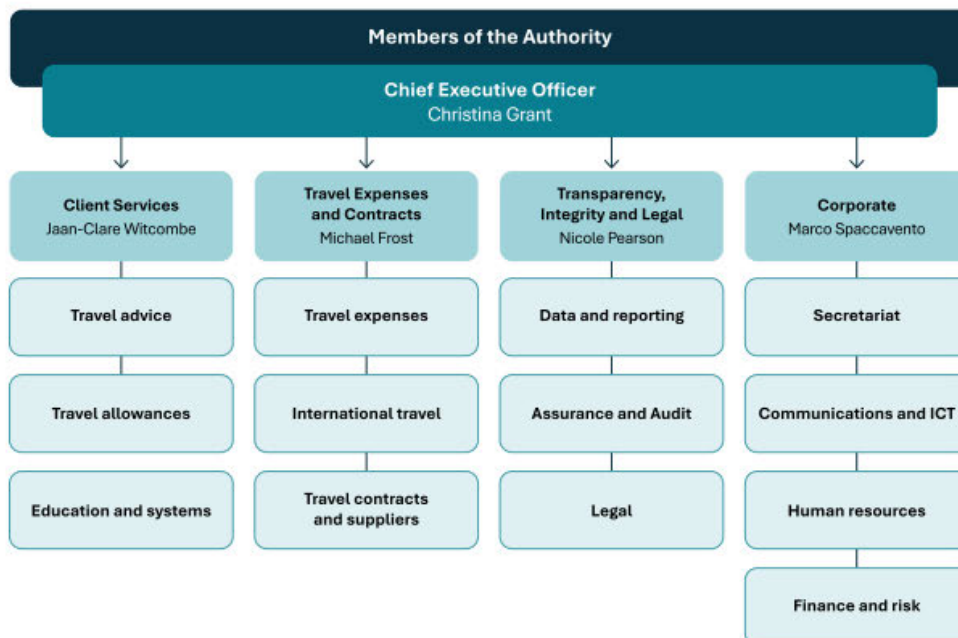 Members of the Authority
Chief Executive Officer
Christina Grant
Client Services
Jaan-Clare Witcombe
Travel advice
Travel allowances
Education and systems
Travel Expenses
and Contracts
Michael Frost
Travel expenses
International travel
Travel contracts
and suppliers
Transparency,
Integrity and Legal
Nicole Pearson
Data and reporting
Assurance and Audit
Legal
Corporate
Marco Spaccavento
Secretariat
Communications and ICT
Human resources
Finance and risk